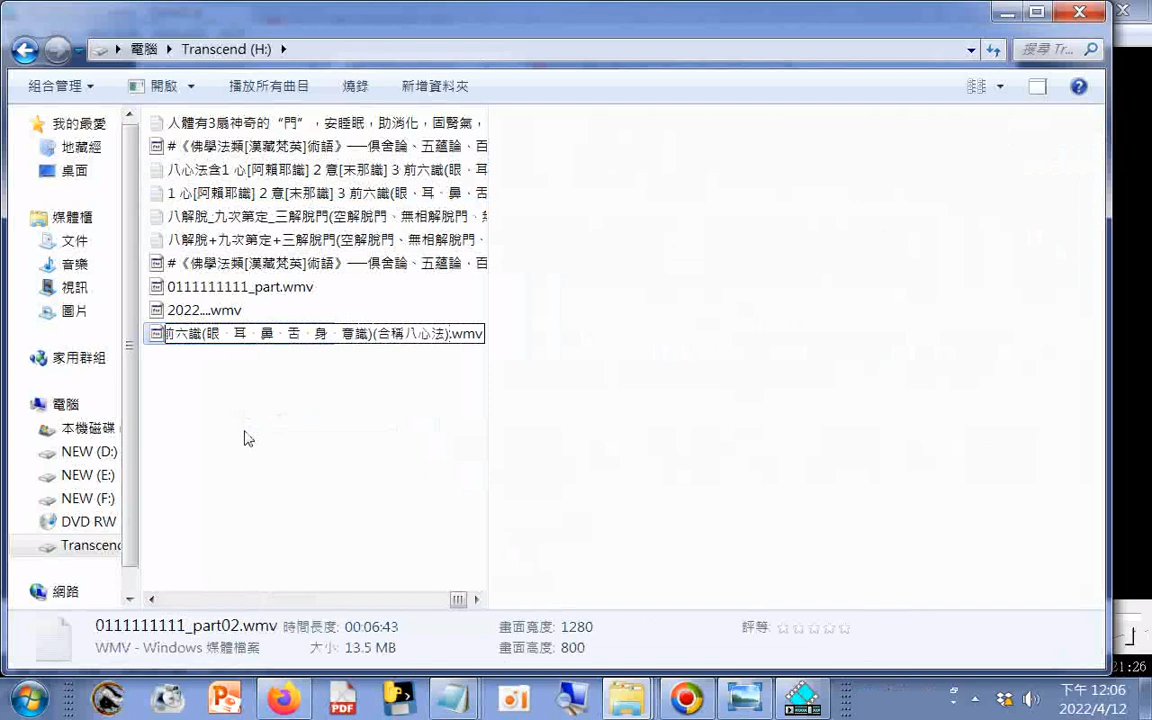 電腦 Transcend (H:)
搜尋 Tr...
組合管理 開啟 播放所有曲目 燒錄 新增資料夾
我的最愛
地藏經
桌面
媒體櫃
文件
音樂
視訊
圖片
家用群組
電腦
本機磁碟
NEW (D:)
NEW (E:)
NEW (F:)
DVD RW
Transcend
網路
人體有3扇神奇的“門”，安睡眠，助消化，固腎氣，
#《佛學法類[漢藏梵英]術語》──俱舍論、五蘊論、百
八心法含1 心[阿賴耶識] 2 意[末那識] 3 前六識(眼﹑耳
1 心[阿賴耶識] 2 意[末那識] 3 前六識(眼﹑耳﹑鼻﹑舌
八解脫_九次第定_三解脫門(空解脫門、無相解脫門、
八解脫+九次第定+三解脫門(空解脫門、無相解脫門、
#《佛學法類[漢藏梵英]術語》──俱舍論、五蘊論、百
0111111111_part.wmv
2022....wmv
前六識(眼﹑耳﹑鼻﹑舌﹑身﹑意識)(合稱八心法).wmv
0111111111_part02.wmv 時間長度: 00:06:43 畫面寬度: 1280 評等:
WMV - Windows 媒體檔案 大小: 13.5 MB 畫面高度: 800
21:26
下午 12:06
2022/4/12